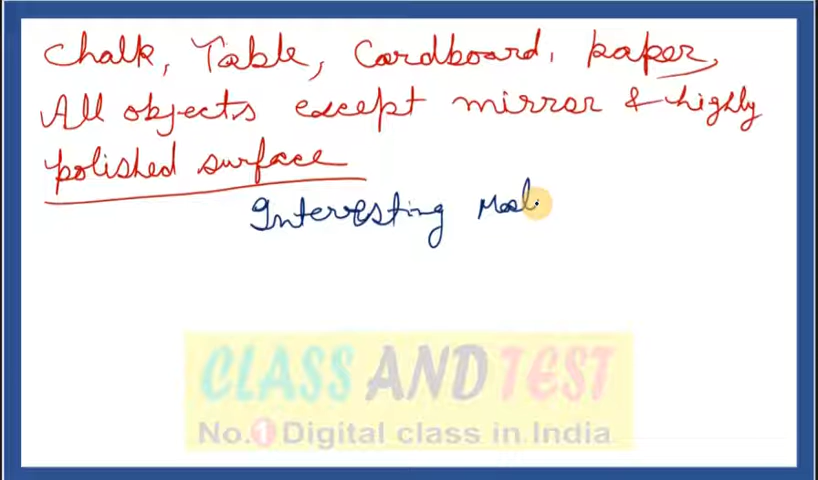 Chalk, Table, Cardboard, paper,
All objects except mirror & highly
polished surface
Interesting
CLASS AND TEST
No.1 Digital class in India